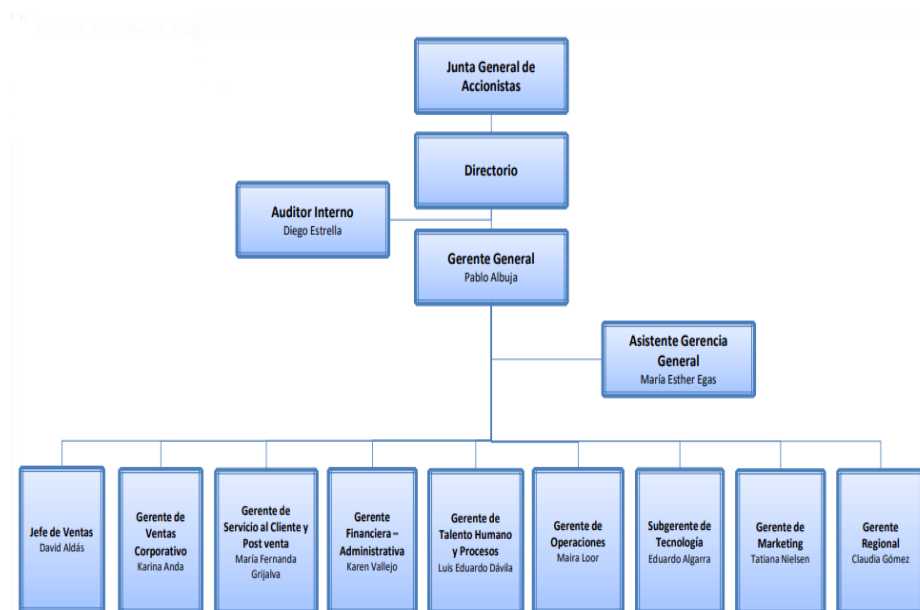 Junta General de
Accionistas
Directorio
Auditor Interno
Diego Estrella
Gerente General
Pablo Albuja
Asistente Gerencia
General
María Esther Egas
Jefe de Ventas
David Aldás
Gerente de
Ventas
Corporativo
Karina Anda
Gerente de
Servicio al Cliente y
Post venta
María Fernanda
Grijalva
Gerente
Financiera –
Administrativa
Karen Vallejo
Gerente de
Talento Humano
y Procesos
Luis Eduardo Dávila
Gerente de
Operaciones
Maira Loor
Subgerente de
Tecnología
Eduardo Algarra
Gerente de
Marketing
Tatiana Nielsen
Gerente
Regional
Claudia Gómez